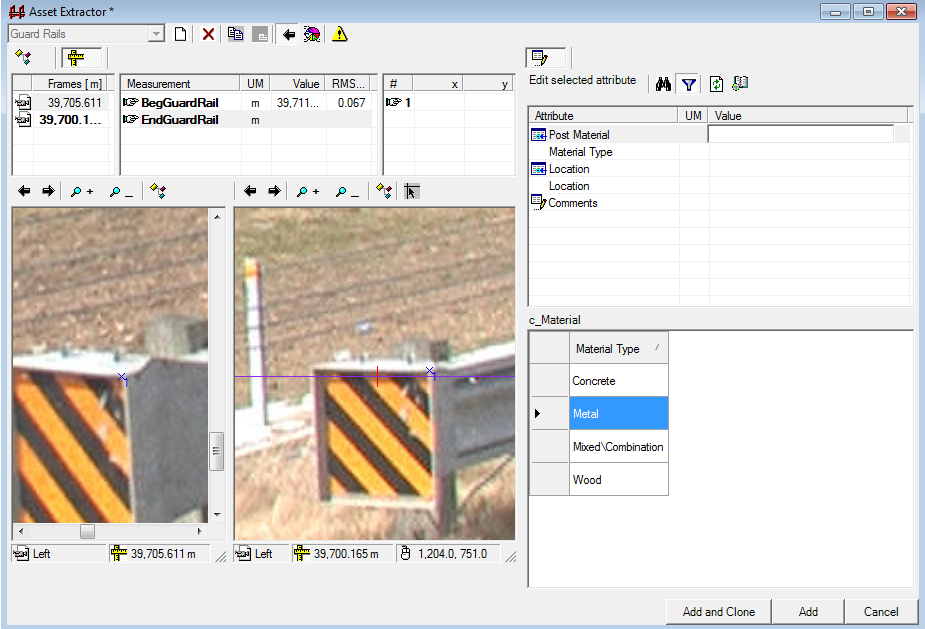 Asset Extractor *
Guard Rails
Frames [ m]
39,705.611
39,700.1...
Measurement UM Value RMS...
BegGuardRail m 39,711... 0.067
EndGuardRail m
# x y
1
Edit selected attribute
Attribute UM Value
Post Material
Material Type
Location
Location
Comments
+ _
+ _
1
1
c_Material
Material Type
Concrete
Metal
Mixed\Combination
Wood
Left 39,705.611 m
Left 39,700.165 m 1,204.0, 751.0
Add and Clone Add Cancel